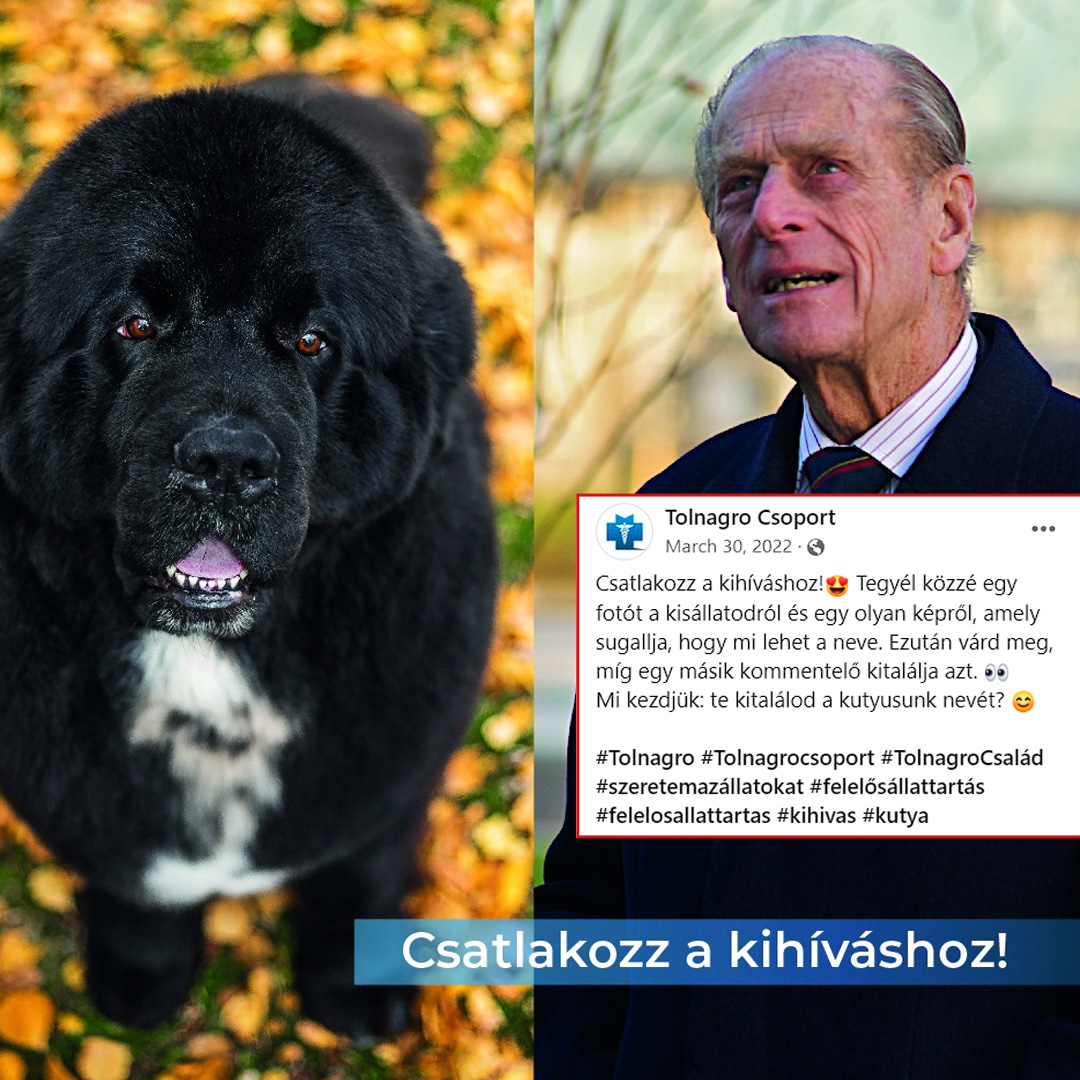 Tolnagro Csoport
March 30, 2022 ·
Csatlakozz a kihíváshoz!😍 Tegyél közzé egy
fotót a kisállatodról és egy olyan képről, amely
sugallja, hogy mi lehet a neve. Ezután várd meg,
míg egy másik kommentelő kitalálja azt. 👀
Mi kezdjük: te kitalálod a kutyusunk nevét? 😊
#Tolnagro #Tolnagrocsoport #TolnagroCsalád
#szeretemazállatokat #felelősállattartás
#felelosallattartas #kihivas #kutya
Csatlakozz a kihíváshoz!